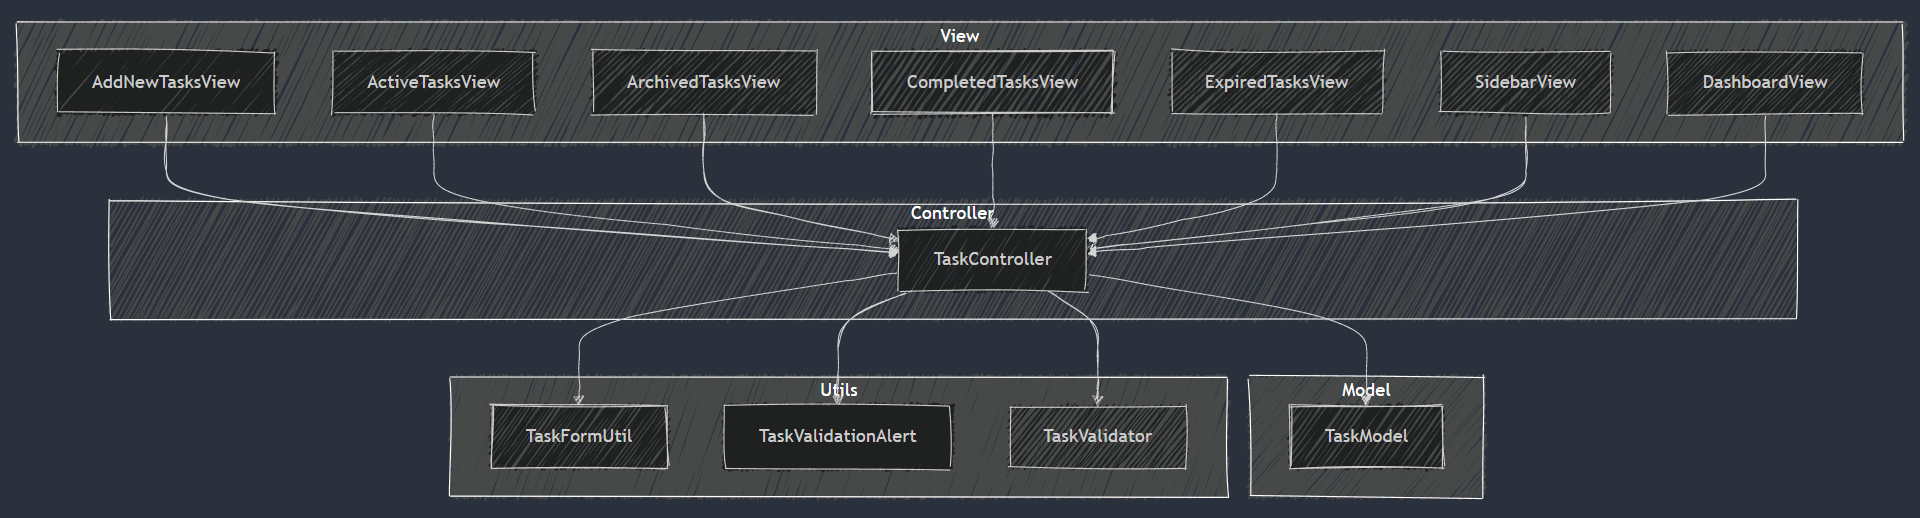 View
AddNewTasksView
ActiveTasksView
ArchivedTasksView
CompletedTasksView
ExpiredTasksView
SidebarView
DashboardView
Controller
TaskController
Utils
TaskFormUtil
TaskValidationAlert
TaskValidator
Model
TaskModel